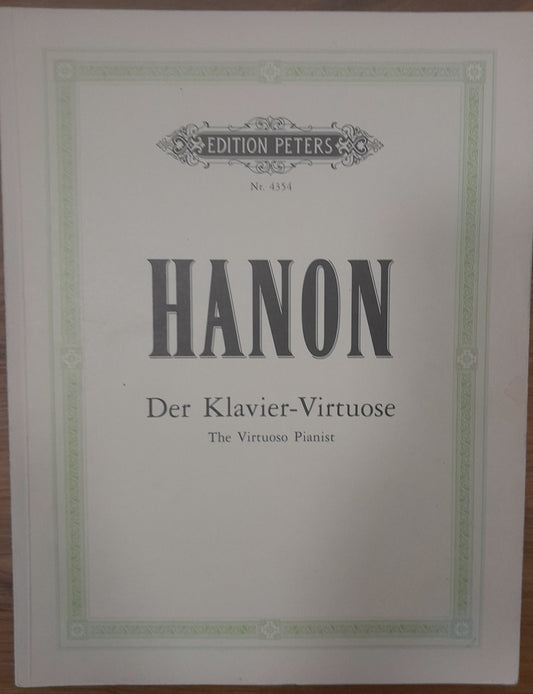 EDITION PETERS
Nr. 4354
HANON
Der Klavier-Virtuose
The Virtuoso Pianist